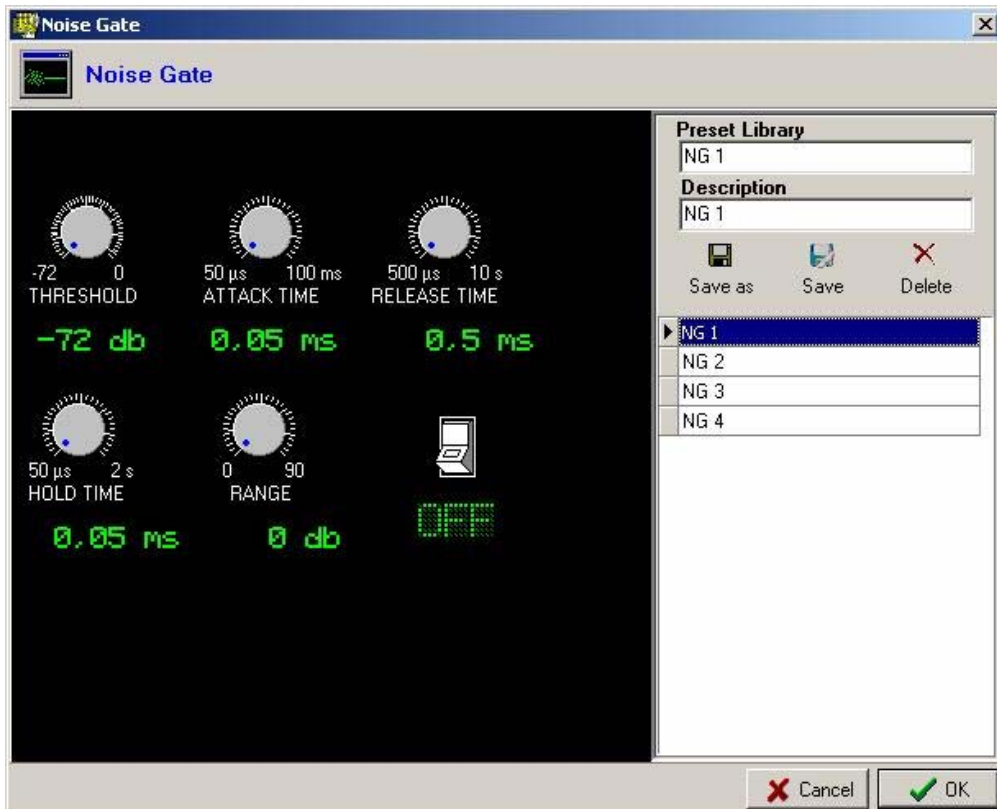 Noise Gate
Noise Gate
-72 0
THRESHOLD
-72 db
50 µs 100 ms
ATTACK TIME
0,05 ms
500 µs 10 s
RELEASE TIME
0,5 ms
50 µs 2 s
HOLD TIME
0,05 ms
0 90
RANGE
0 db
OFF
Preset Library
NG 1
Description
NG 1
Save as Save Delete
NG 1
NG 2
NG 3
NG 4
Cancel OK